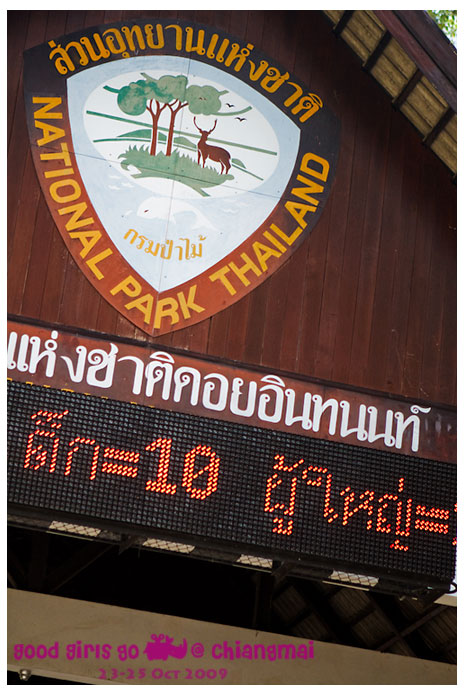 ส่วนอุทยานแห่งชาติ
NATIONAL PARK THAILAND
กรมป่าไม้
แห่งชาติดอยอินทนนท์
ด็ก=10 ผู้ใหญ่=
good girls go @ chiangmai
23-25 Oct 2009